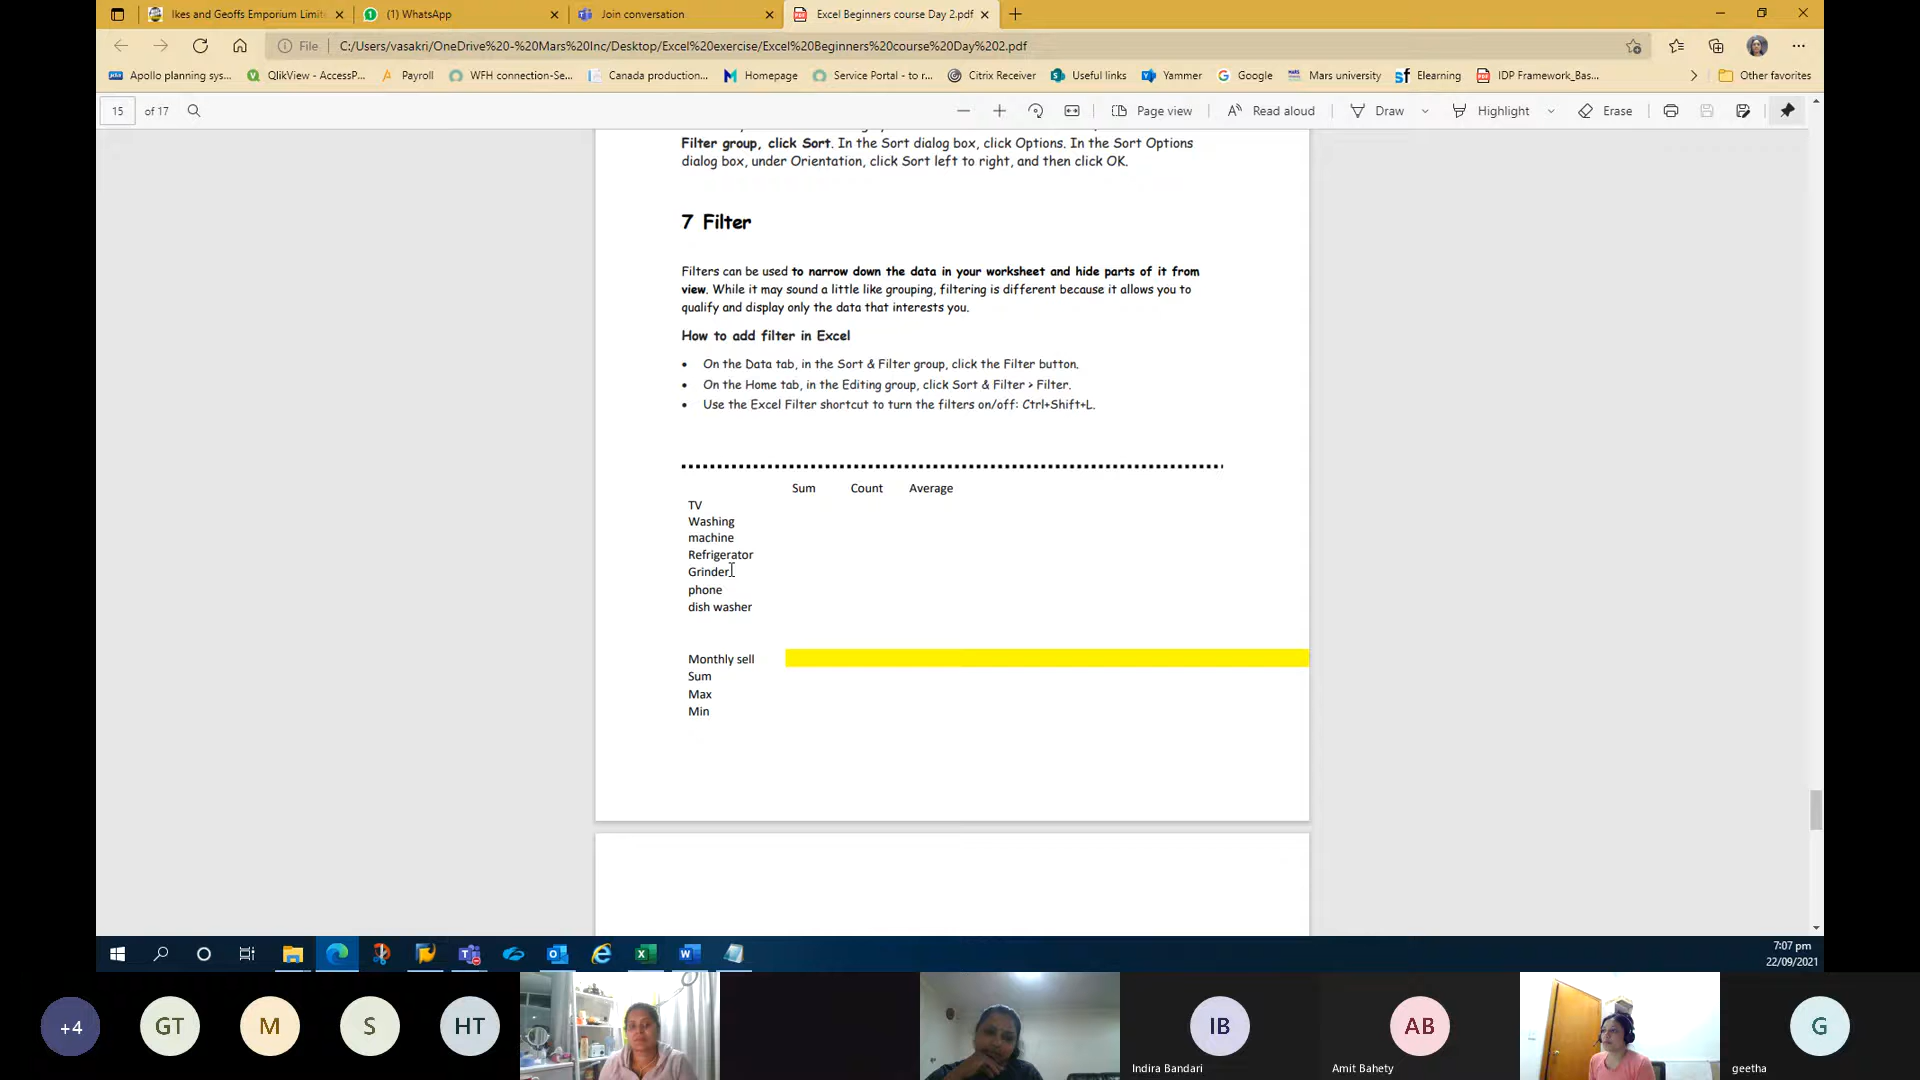 Ikes and Geoffs Emporium Limit
(1) WhatsApp
Join conversation
Excel Beginners course Day 2.pdf
File
C:/Users/vasakri/OneDrive%20-%20Mars%20Inc/Desktop/Excel%20exercise/Excel%20Beginners%20course%20Day%202.pdf
Apollo planning sys...
QlikView - AccessP...
Payroll
WFH connection-Se...
Canada production...
Homepage
Service Portal - to r...
Citrix Receiver
Useful links
Yammer
Google
Mars university
Elearning
IDP Framework_Bas...
Other favorites
15 of 17
Page view
Read aloud
Draw
Highlight
Erase
Filter group, click Sort. In the Sort dialog box, click Options. In the Sort Options
dialog box, under Orientation, click Sort left to right, and then click OK.
7 Filter
Filters can be used to narrow down the data in your worksheet and hide parts of it from
view. While it may sound a little like grouping, filtering is different because it allows you to
qualify and display only the data that interests you.
How to add filter in Excel
• On the Data tab, in the Sort & Filter group, click the Filter button.
• On the Home tab, in the Editing group, click Sort & Filter > Filter.
• Use the Excel Filter shortcut to turn the filters on/off: Ctrl+Shift+L.
Sum Count Average
TV
Washing
machine
Refrigerator
Grinder
phone
dish washer
Monthly sell
Sum
Max
Min
7:07 pm
22/09/2021
+4
GT
M
S
HT
IB
Indira Bandari
AB
Amit Bahety
G
geetha